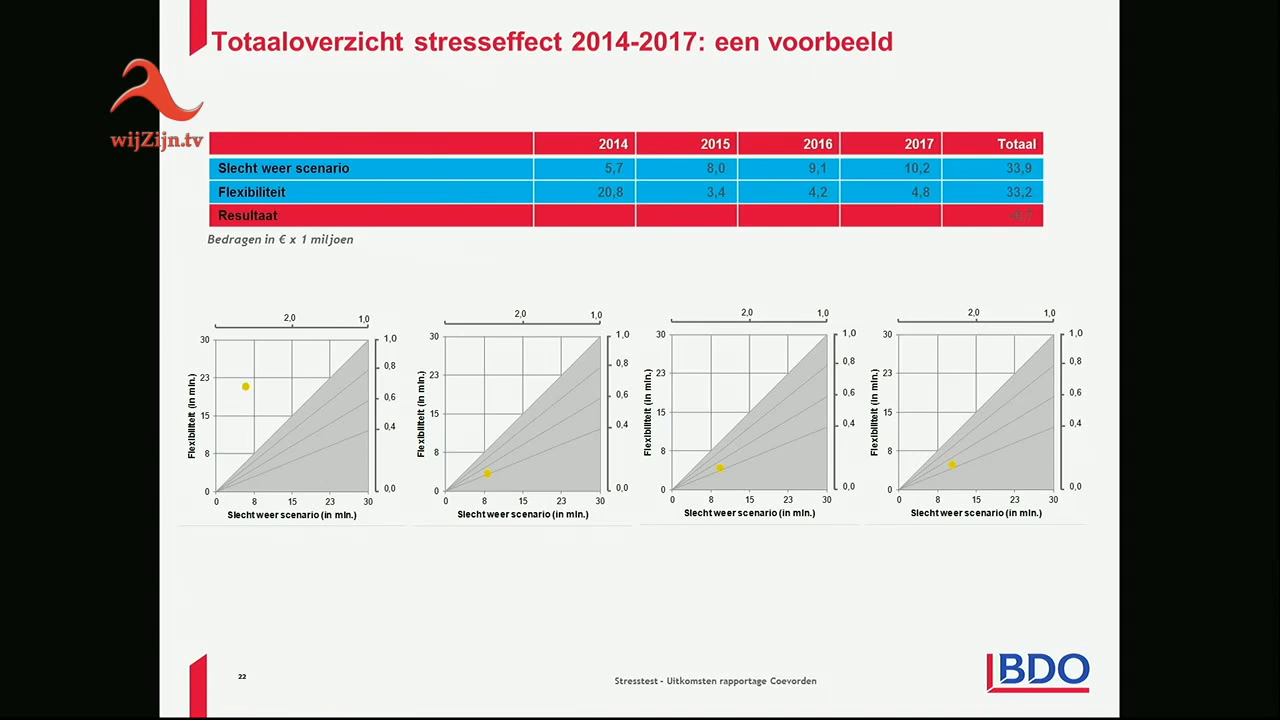 Totaaloverzicht stresseffect 2014-2017: een voorbeeld
wijZijn.tv
2014 2015 2016 2017 Totaal
Slecht weer scenario 5,7 8,0 9,1 10,2 33,9
Flexibiliteit 20,8 3,4 4,2 4,8 33,2
Resultaat -0,7
Bedragen in € x 1 miljoen
2,0 1,0
30 23 15 8 0
1,0 0,8 0,6 0,4 0,0
0 8 15 23 30
Flexibiliteit (in mln.)
Slecht weer scenario (in mln.)
2,0 1,0
30 23 15 8 0
1,0 0,8 0,6 0,4 0,0
0 8 15 23 30
Flexibiliteit (in mln.)
Slecht weer scenario (in mln.)
2,0 1,0
30 23 15 8 0
1,0 0,8 0,6 0,4 0,0
0 8 15 23 30
Flexibiliteit (in mln.)
Slecht weer scenario (in mln.)
2,0 1,0
30 23 15 8 0
1,0 0,8 0,6 0,4 0,0
0 8 15 23 30
Flexibiliteit (in mln.)
Slecht weer scenario (in mln.)
22
Stresstest - Uitkomsten rapportage Coevorden
BDO